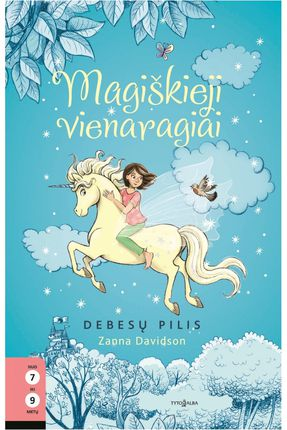 Magiškieji
vienaragiai
DEBESŲ PILIS
Zanna Davidson
NUO
7
IKI
9
METŲ
TYTO ALBA